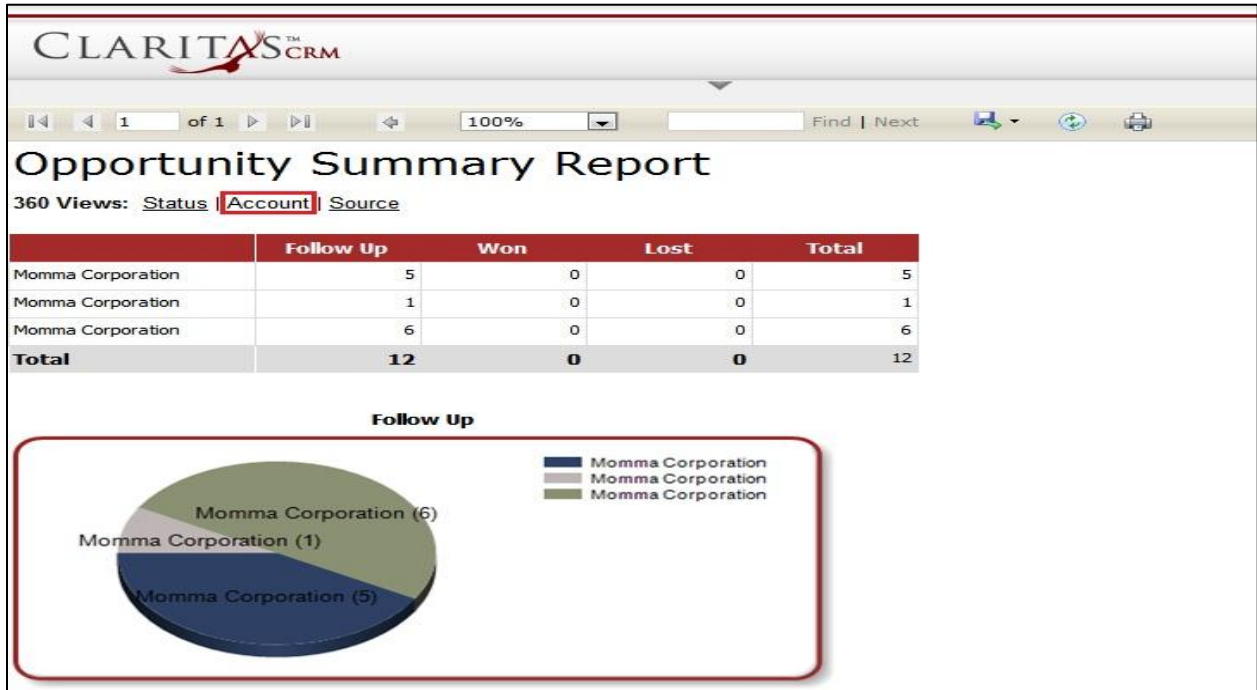 CLARITAS™ CRM
1 of 1 100% Find | Next
Opportunity Summary Report
360 Views: Status | Account | Source
Follow Up Won Lost Total
Momma Corporation 5 0 0 5
Momma Corporation 1 0 0 1
Momma Corporation 6 0 0 6
Total 12 0 0 12
Follow Up
Momma Corporation
Momma Corporation
Momma Corporation
Momma Corporation (6)
Momma Corporation (1)
Momma Corporation (5)